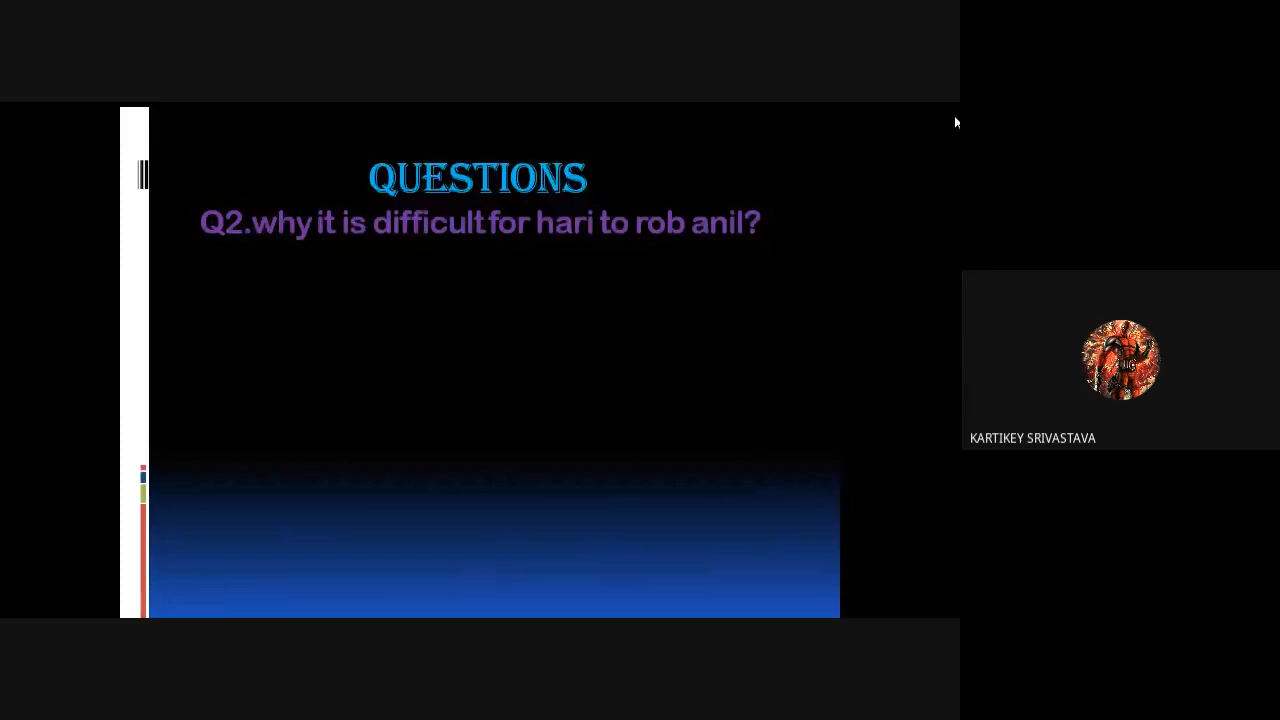 QUESTIONS
Q2.why it is difficult for hari to rob anil?
KARTIKEY SRIVASTAVA